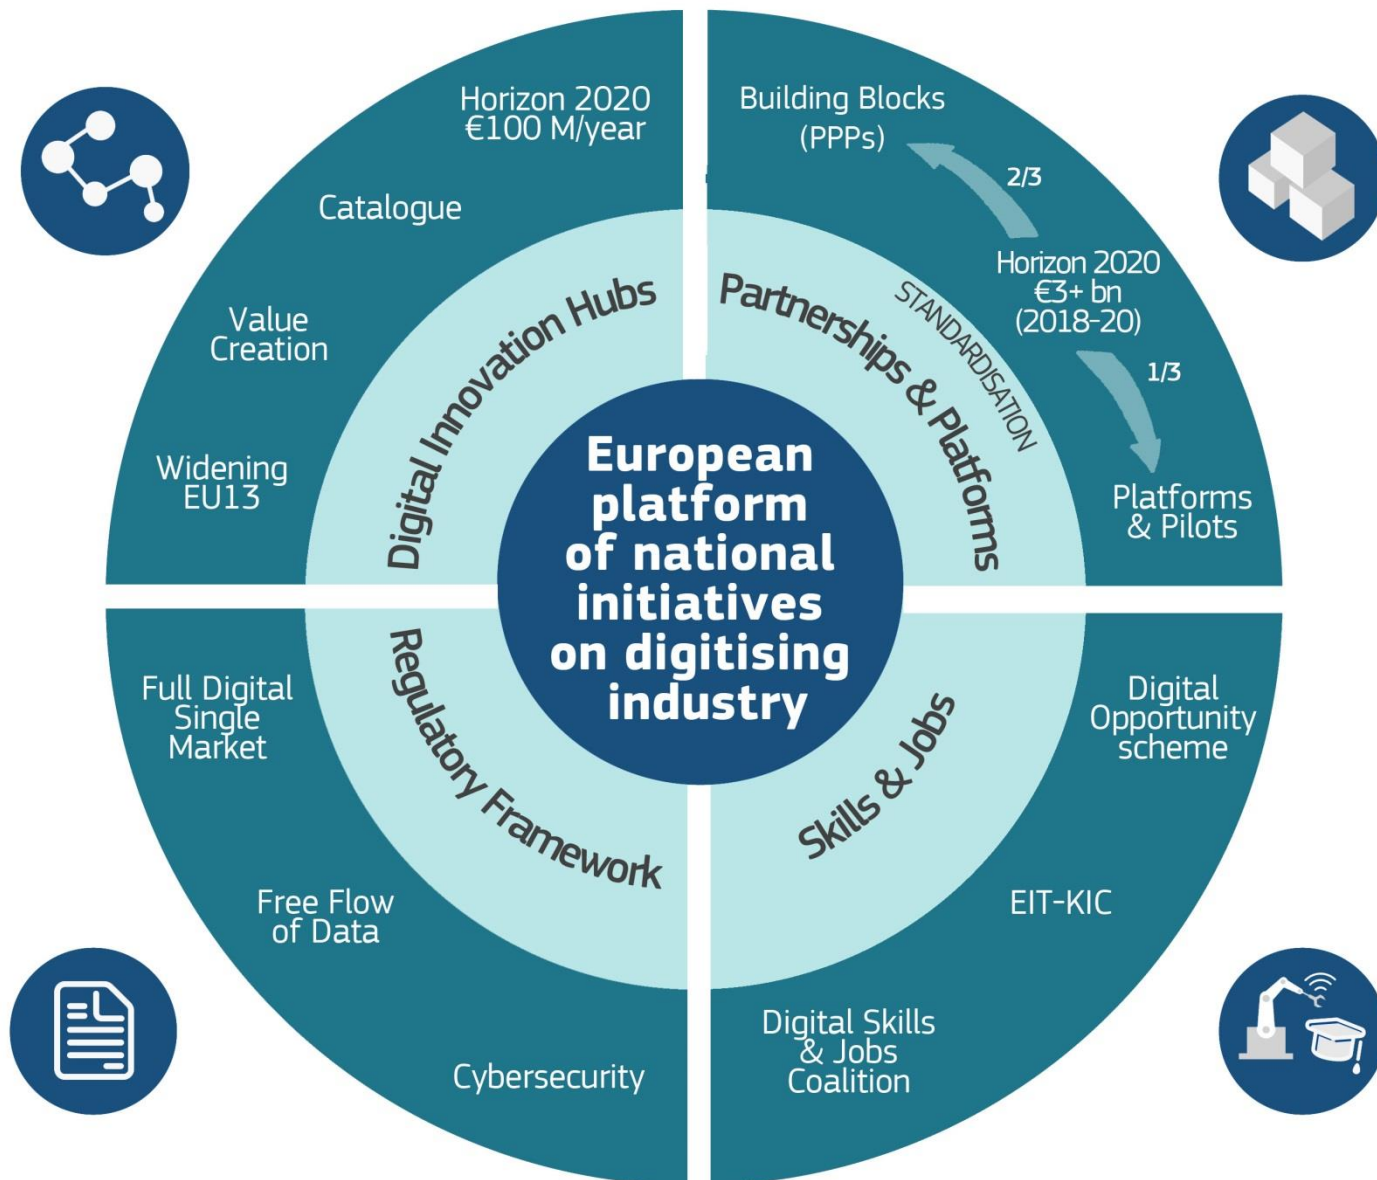 Horizon 2020
€100 M/year
Catalogue
Value
Creation
Widening
EU13
Digital Innovation Hubs
Building Blocks
(PPPs)
2/3
Horizon 2020
€3+ bn
(2018-20)
1/3
Platforms
& Pilots
STANDARDISATION
Partnerships & Platforms
European
platform
of national
initiatives
on digitising
industry
Full Digital
Single
Market
Free Flow
of Data
Cybersecurity
Regulatory Framework
Skills & Jobs
Digital
Opportunity
scheme
EIT-KIC
Digital Skills
& Jobs
Coalition